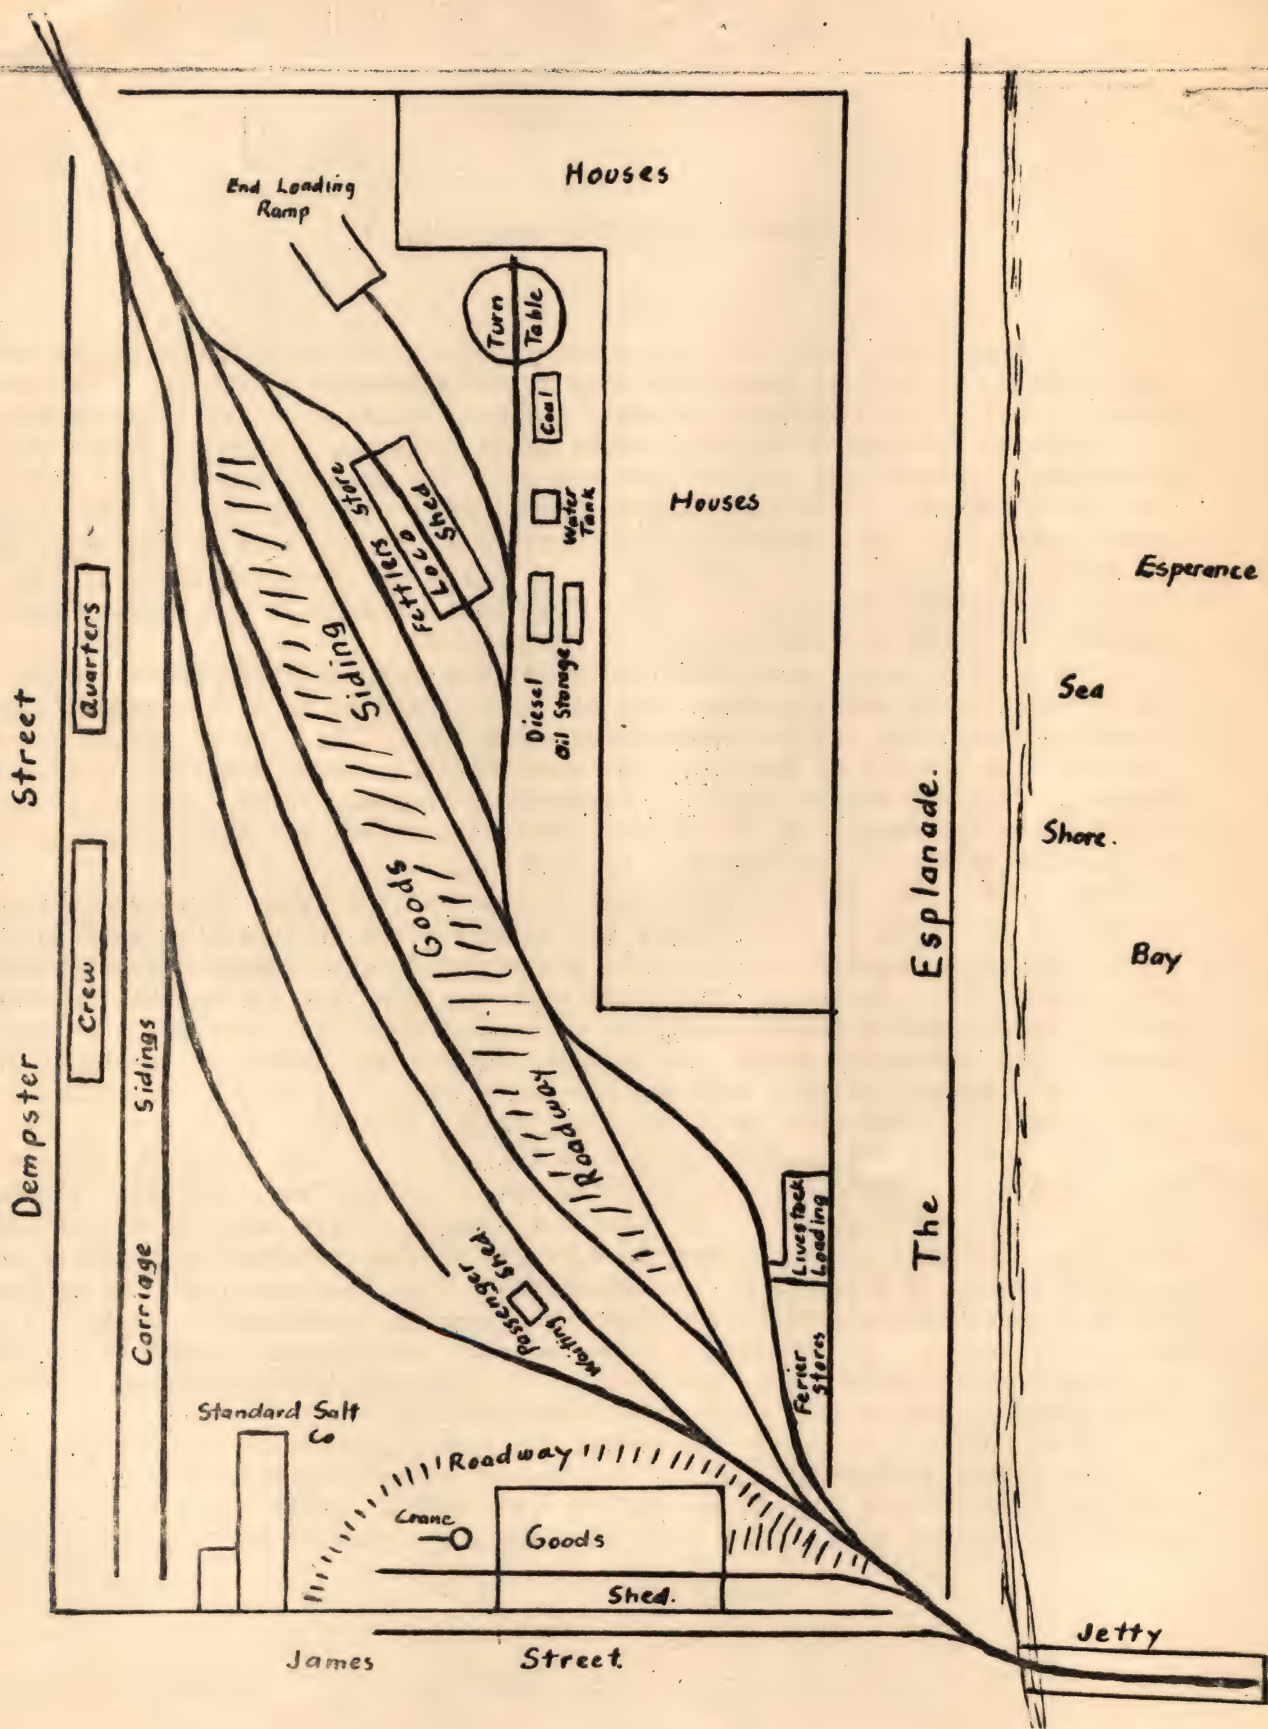 End Loading
Ramp
Houses
Turn
Table
Coal
Water
Tank
Fettlers Store
Loco
Shed
Houses
Diesel
Oil Storage
Siding
Goods
Roadway
Street
Dempster
Quarters
Crew
Sidings
Carriage
Esperance
Sea
Shore.
Bay
Esplanade.
The
Livestock
Loading
Ferier
Stores
Passenger
Shed.
Waiting
Standard Salt
Co
Roadway
Crane
Goods
Shed.
James Street.
Jetty